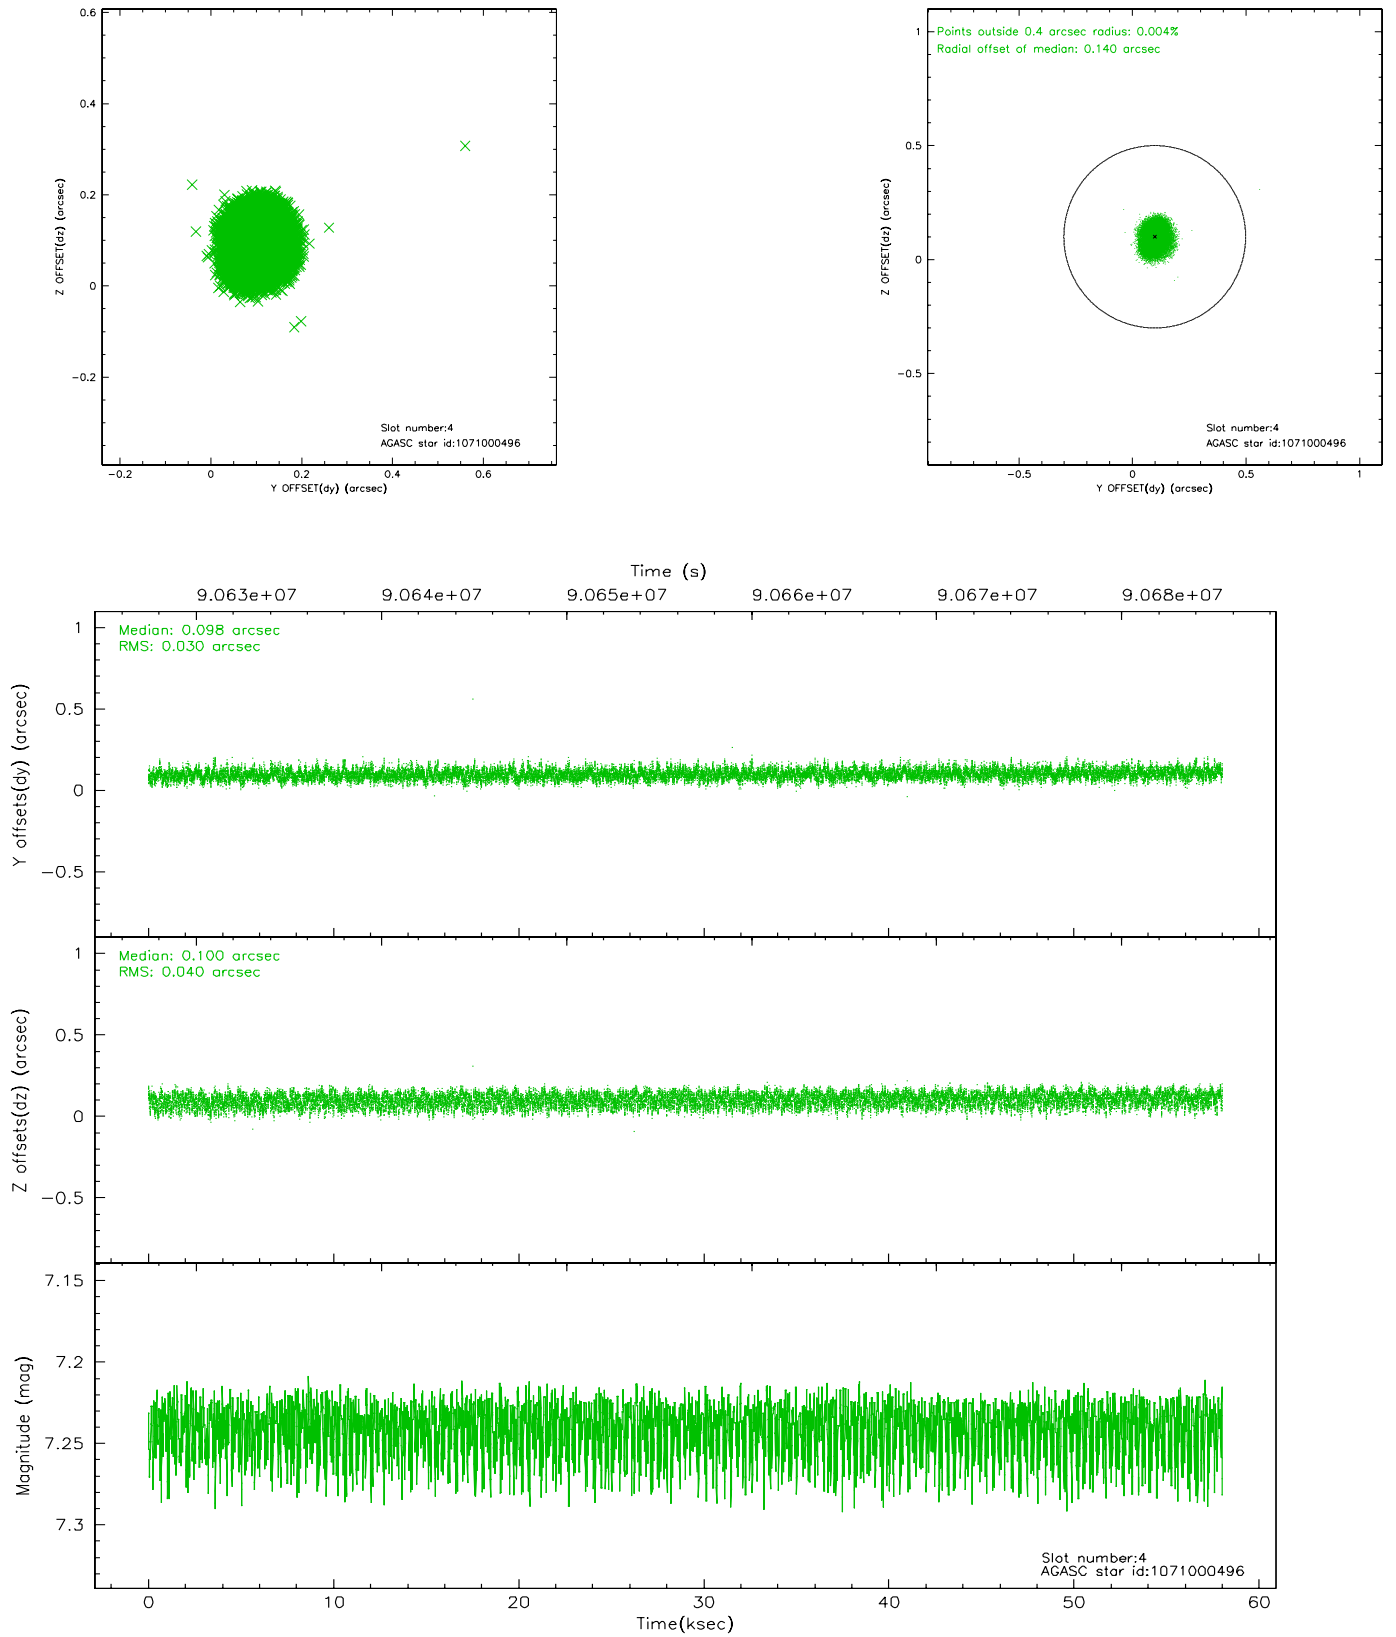 0.6
0.4
0.2
0
−0.2
Z OFFSET(dz) (arcsec)
−0.2
0
0.2
0.4
0.6
Y OFFSET(dy) (arcsec)
Slot number:4
AGASC star id:1071000496
Points outside 0.4 arcsec radius: 0.004%
Radial offset of median: 0.140 arcsec
1
0.5
0
−0.5
Z OFFSET(dz) (arcsec)
−0.5
0
0.5
1
Y OFFSET(dy) (arcsec)
Slot number:4
AGASC star id:1071000496
Time (s)
9.063e+07
9.064e+07
9.065e+07
9.066e+07
9.067e+07
9.068e+07
Median: 0.098 arcsec
RMS: 0.030 arcsec
1
0.5
0
−0.5
Y offsets(dy) (arcsec)
Median: 0.100 arcsec
RMS: 0.040 arcsec
1
0.5
0
−0.5
Z offsets(dz) (arcsec)
7.15
7.2
7.25
7.3
Magnitude (mag)
Slot number:4
AGASC star id:1071000496
0
10
20
30
40
50
60
Time(ksec)